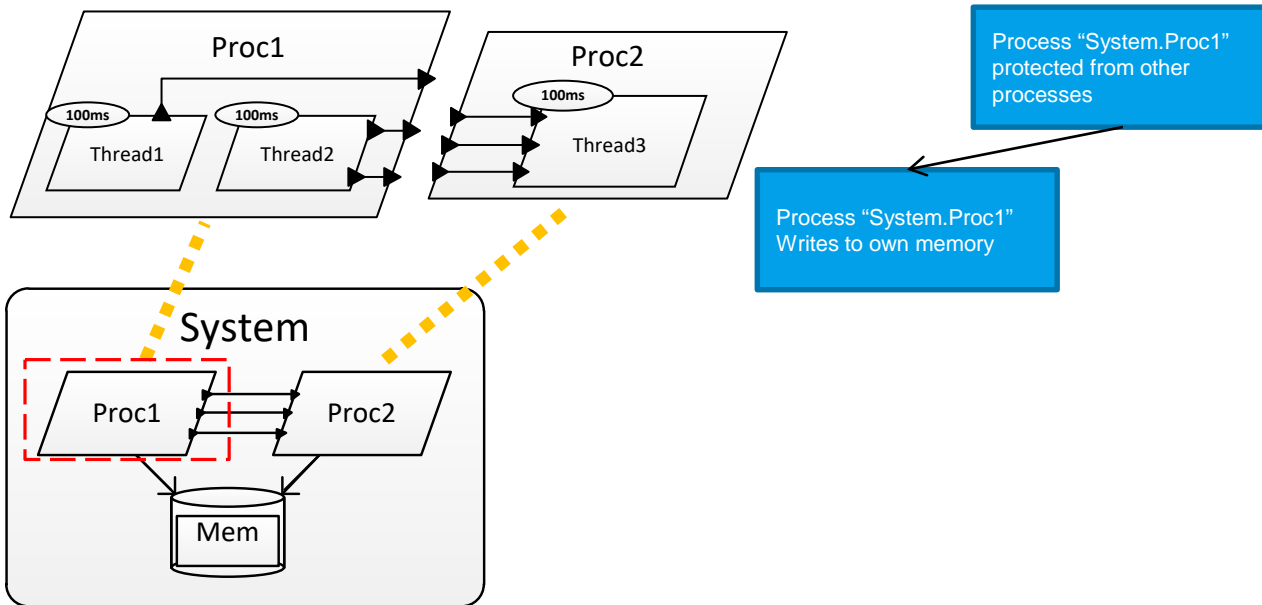 Proc1
100ms
Thread1
100ms
Thread2
Proc2
100ms
Thread3
Process “System.Proc1”
protected from other
processes
Process “System.Proc1”
Writes to own memory
System
Proc1
Proc2
Mem